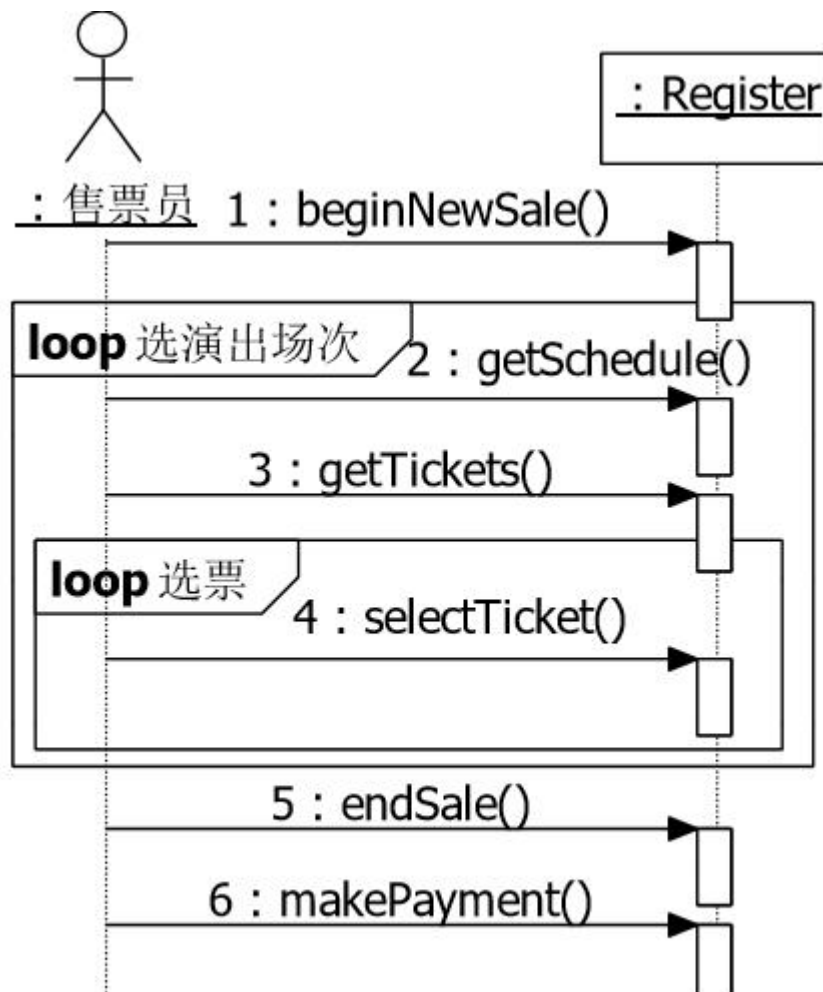 : Register
: 售票员
1 : beginNewSale()
loop 选演出场次
2 : getSchedule()
3 : getTickets()
loop 选票
4 : selectTicket()
5 : endSale()
6 : makePayment()